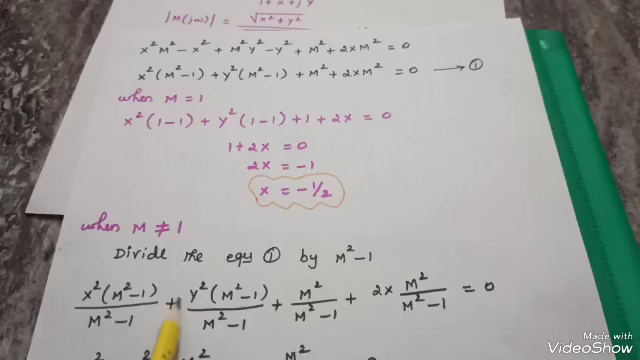 1 + x + jy
|M(jω)| = √x² + y²
x²M² − x² + M²y² − y² + M² + 2xM² = 0
x²(M²−1) + y²(M²−1) + M² + 2xM² = 0 → ①
when M = 1
x²(1−1) + y²(1−1) + 1 + 2x = 0
1 + 2x = 0
2x = −1
x = −1/2
when M ≠ 1
Divide the equ ① by M²−1
x²(M²−1)/M²−1 + y²(M²−1)/M²−1 + M²/M²−1 + 2x M²/M²−1 = 0
Made with
VideoShow